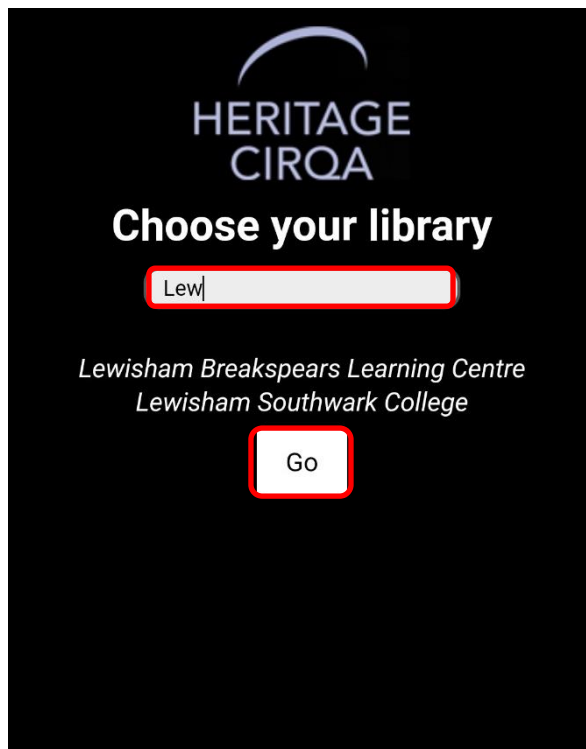 HERITAGE
CIRQA
Choose your library
Lew
Lewisham Breakspears Learning Centre
Lewisham Southwark College
Go